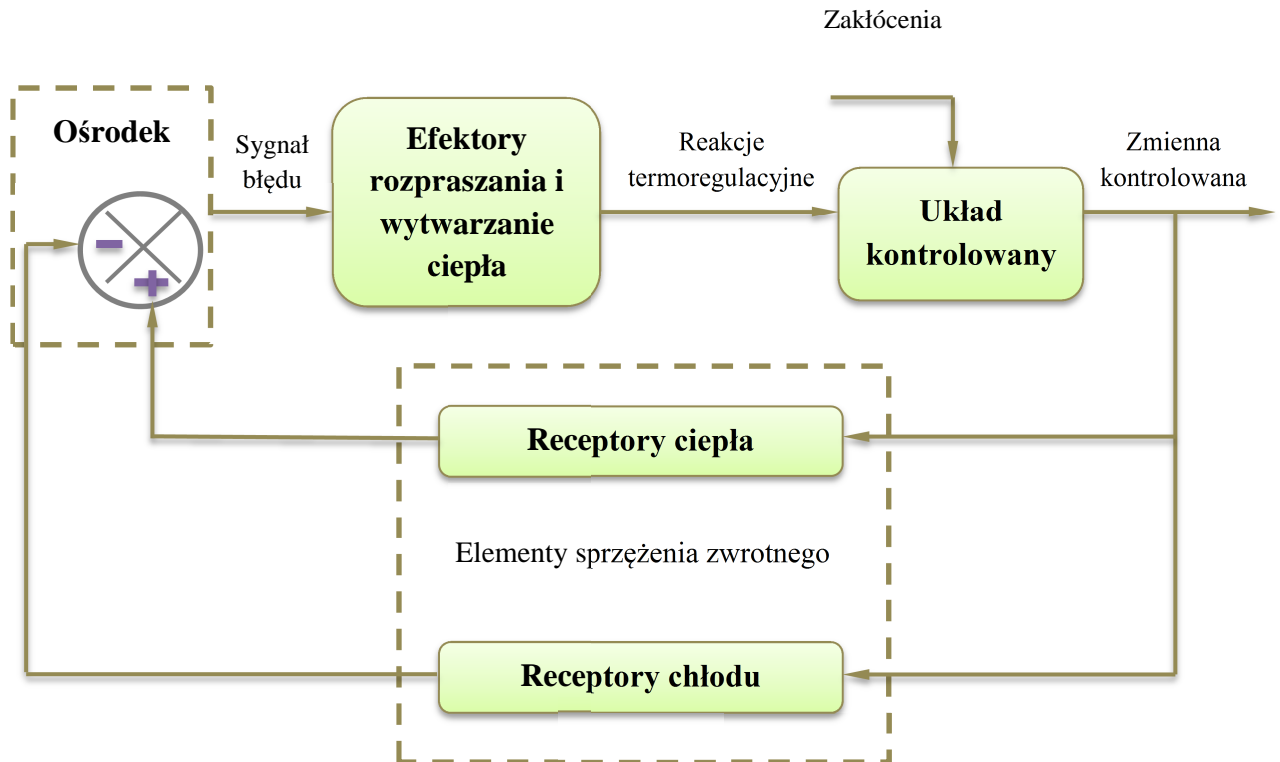 Zakłócenia
Ośrodek
Sygnał
błędu
Efektory
rozpraszania i
wytwarzanie
ciepła
Reakcje
termoregulacyjne
Układ
kontrolowany
Zmienna
kontrolowana
-
+
Receptory ciepła
Elementy sprzężenia zwrotnego
Receptory chłodu